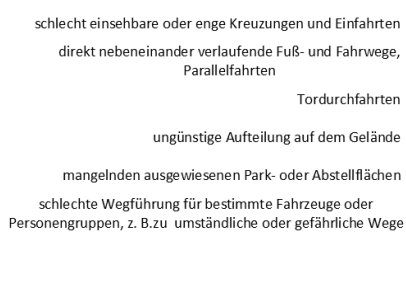 schlecht einsehbare oder enge Kreuzungen und Einfahrten
direkt nebeneinander verlaufende Fuß- und Fahrwege,
Parallelfahrten
Tordurchfahrten
ungünstige Aufteilung auf dem Gelände
mangelnden ausgewiesenen Park- oder Abstellflächen
schlechte Wegführung für bestimmte Fahrzeuge oder
Personengruppen, z. B.zu umständliche oder gefährliche Wege